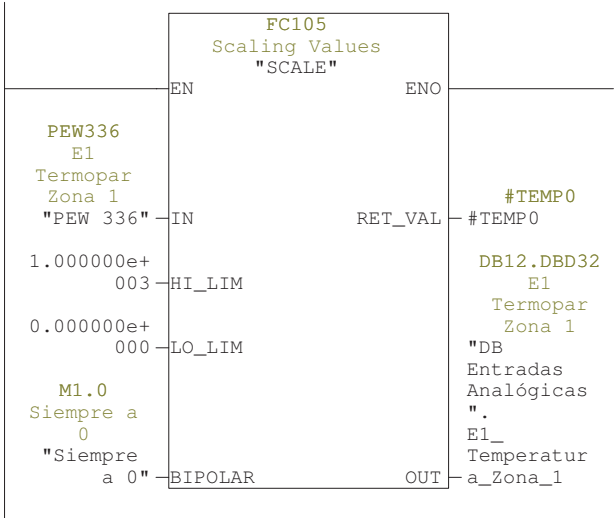 FC105
Scaling Values
"SCALE"
EN
ENO
PEW336
E1
Termopar
Zona 1
"PEW 336"
IN
RET_VAL
#TEMP0
#TEMP0
1.000000e+
003
HI_LIM
0.000000e+
000
LO_LIM
DB12.DBD32
E1
Termopar
Zona 1
"DB
Entradas
Analógicas
".
E1_
Temperatur
a_Zona_1
M1.0
Siempre a
0
"Siempre
a 0"
BIPOLAR
OUT